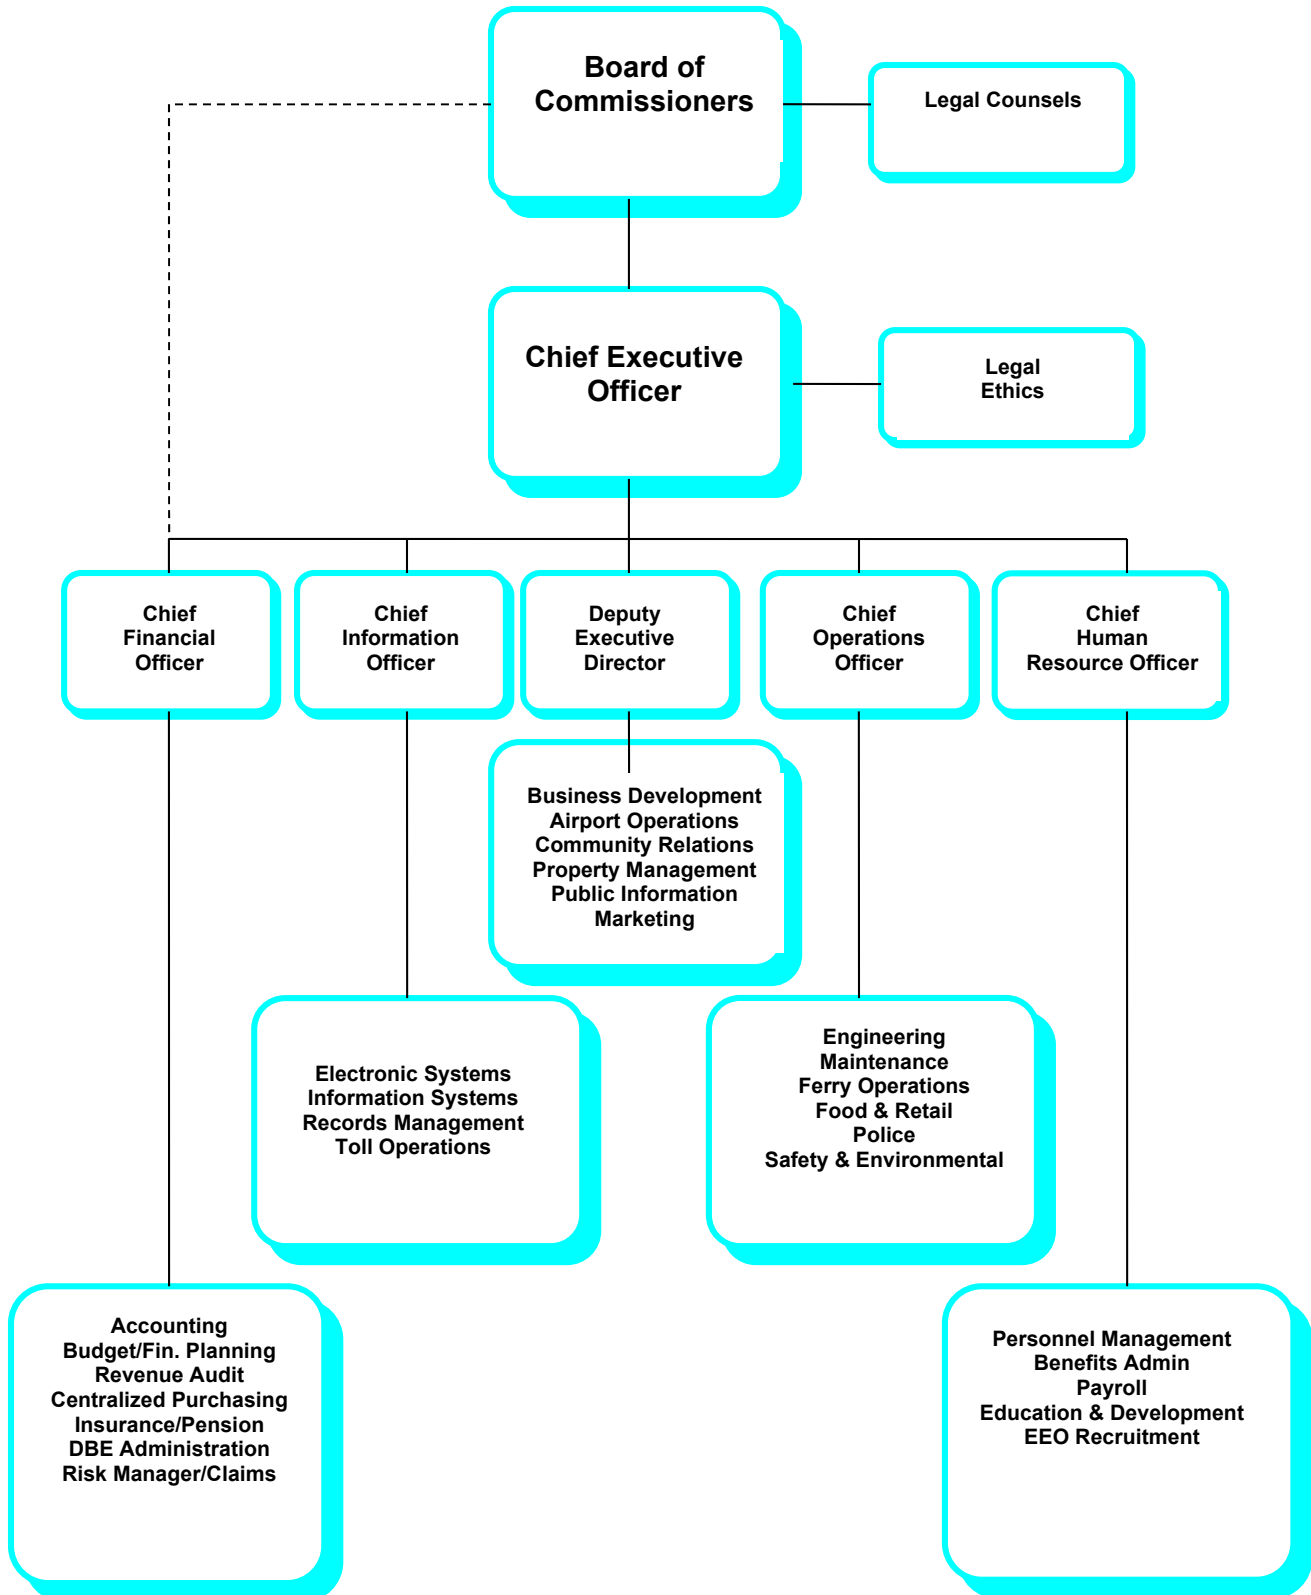 Board of
Commissioners
Legal Counsels
Chief Executive
Officer
Legal
Ethics
Chief
Financial
Officer
Chief
Information
Officer
Deputy
Executive
Director
Chief
Operations
Officer
Chief
Human
Resource Officer
Business Development
Airport Operations
Community Relations
Property Management
Public Information
Marketing
Electronic Systems
Information Systems
Records Management
Toll Operations
Engineering
Maintenance
Ferry Operations
Food & Retail
Police
Safety & Environmental
Accounting
Budget/Fin. Planning
Revenue Audit
Centralized Purchasing
Insurance/Pension
DBE Administration
Risk Manager/Claims
Personnel Management
Benefits Admin
Payroll
Education & Development
EEO Recruitment